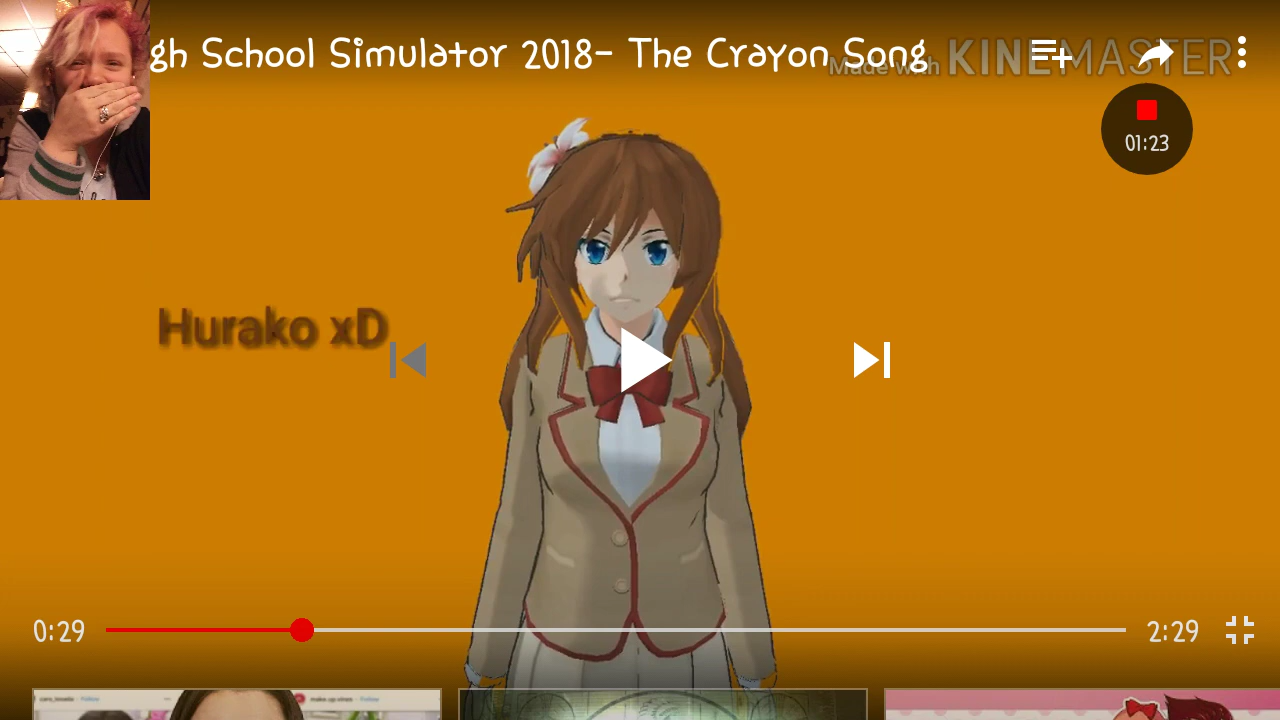 gh School Simulator 2018- The Crayon Song
Made with KINEMASTER
01:23
Hurako xD
0:29
2:29